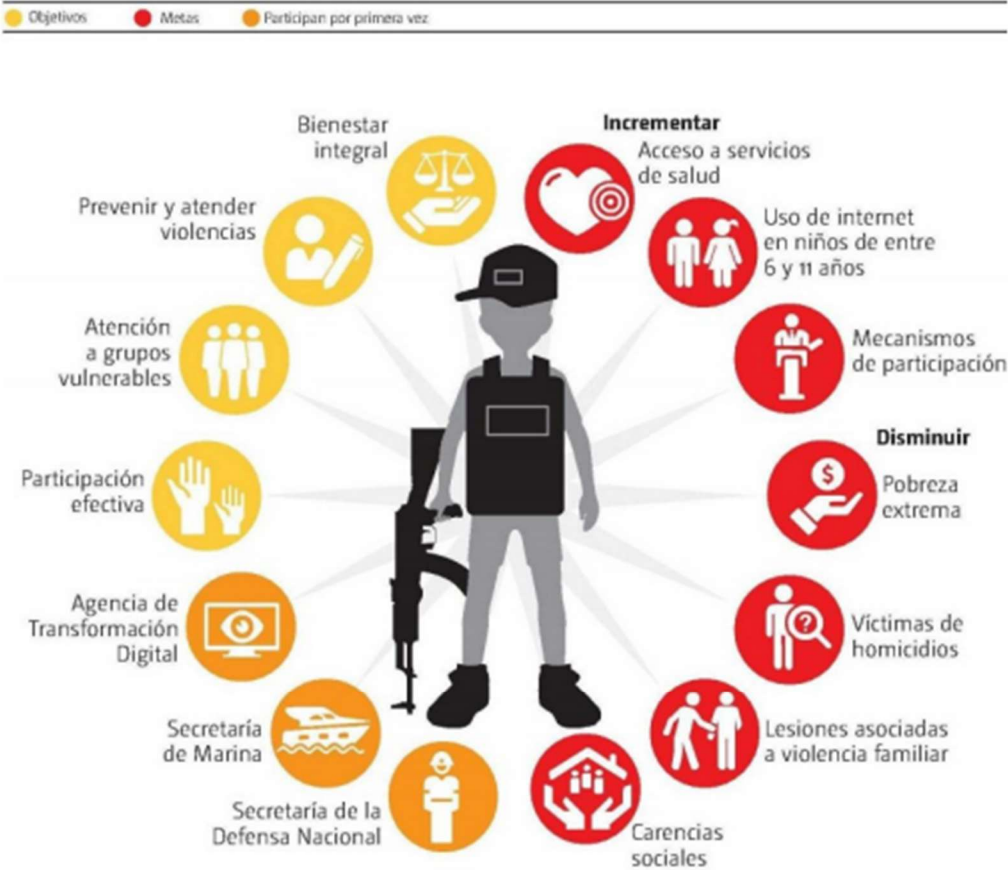 Objetivos
Metas
Participan por primera vez
Bienestar
integral
Prevenir y atender
violencias
Atención
a grupos
vulnerables
Participación
efectiva
Agencia de
Transformación
Digital
Secretaría
de Marina
Secretaría de la
Defensa Nacional
Incrementar
Acceso a servicios
de salud
Uso de internet
en niños de entre
6 y 11 años
Mecanismos
de participación
Disminuir
$
Pobreza
extrema
?
Víctimas de
homicidios
Lesiones asociadas
a violencia familiar
Carencias
sociales